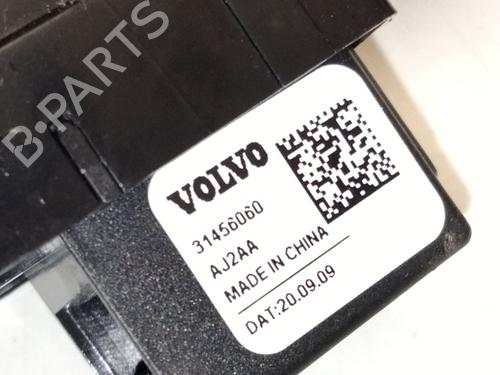 B-PARTS
VOLVO
31456060
AJ2AA
MADE IN CHINA
DAT:20.09.09